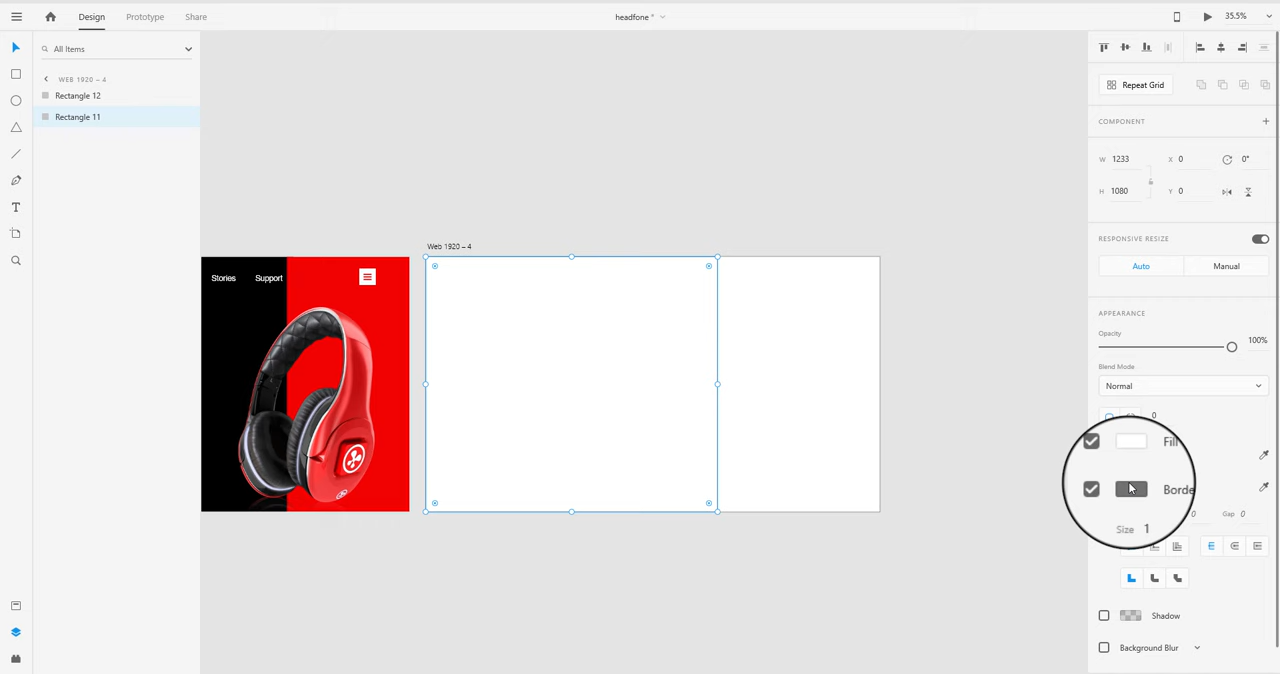 Design Prototype Share
headfone *
35.5%
All Items
WEB 1920 – 4
Rectangle 12
Rectangle 11
Web 1920 – 4
Stories Support
Repeat Grid
COMPONENT
W 1233 X 0 0°
H 1080 Y 0
RESPONSIVE RESIZE
Auto Manual
APPEARANCE
Opacity
100%
Blend Mode
Normal
0
Fill
Borde
0 Gap 0
Size 1
Shadow
Background Blur